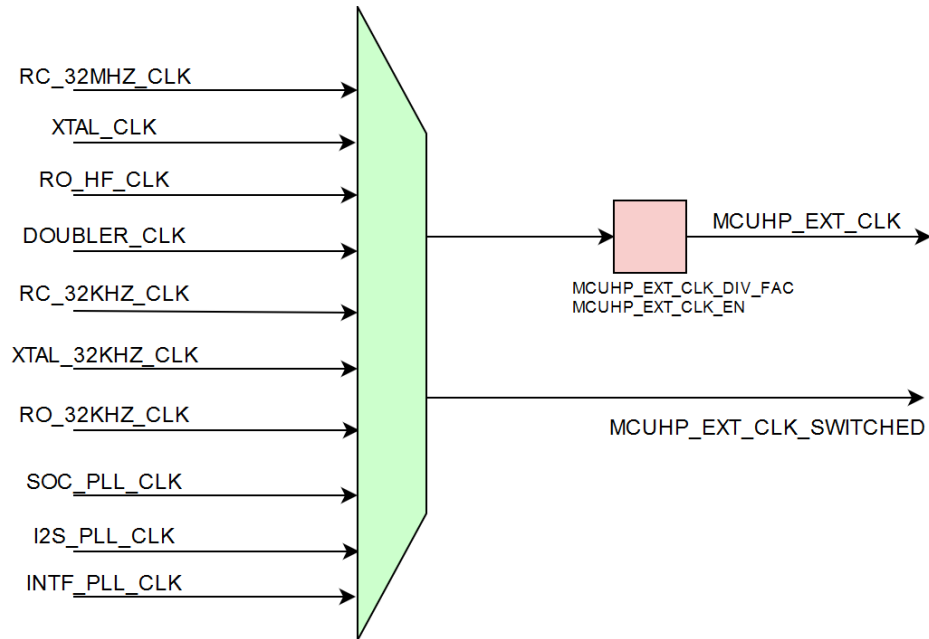 RC_32MHZ_CLK
XTAL_CLK
RO_HF_CLK
DOUBLER_CLK
RC_32KHZ_CLK
XTAL_32KHZ_CLK
RO_32KHZ_CLK
SOC_PLL_CLK
I2S_PLL_CLK
INTF_PLL_CLK
MCUHP_EXT_CLK
MCUHP_EXT_CLK_DIV_FAC
MCUHP_EXT_CLK_EN
MCUHP_EXT_CLK_SWITCHED